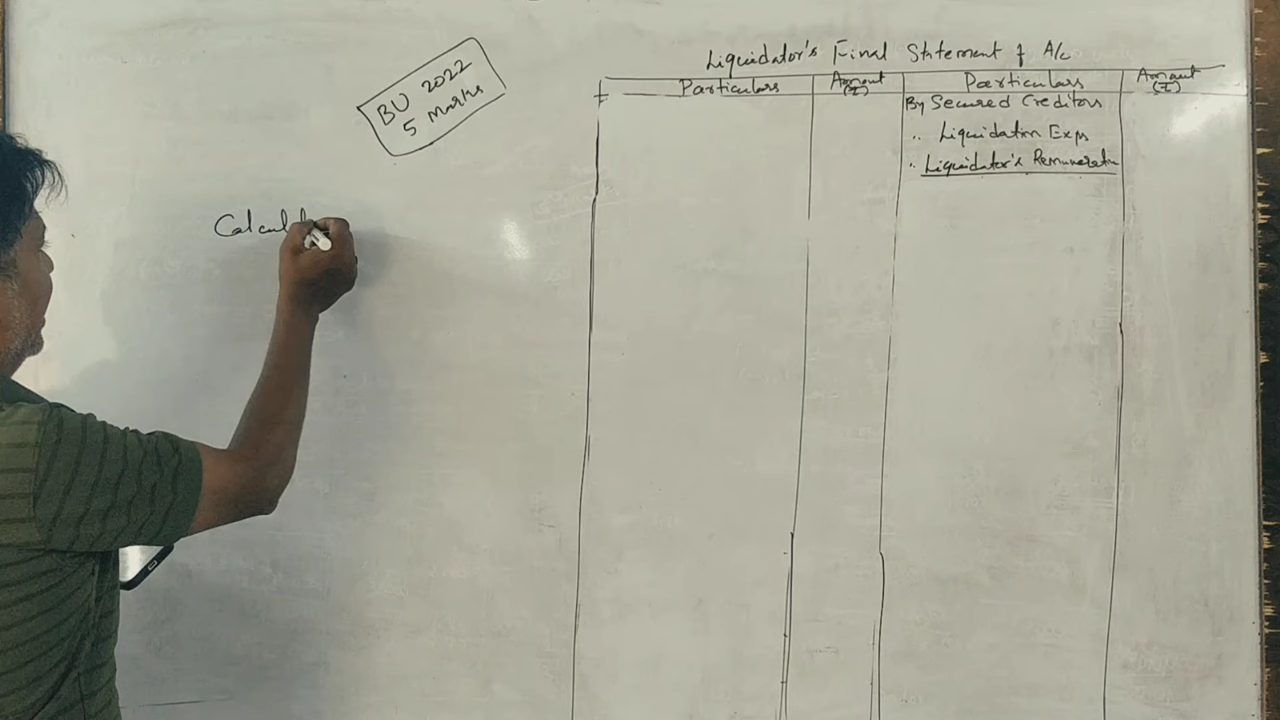 BU 2022
5 Marks
Calcul
Liquidator's Final Statement of A/c
Particulars Amount (₹) Particulars Amount (₹)
By Secured Creditors
" Liquidation Exps
" Liquidator's Remuneratn